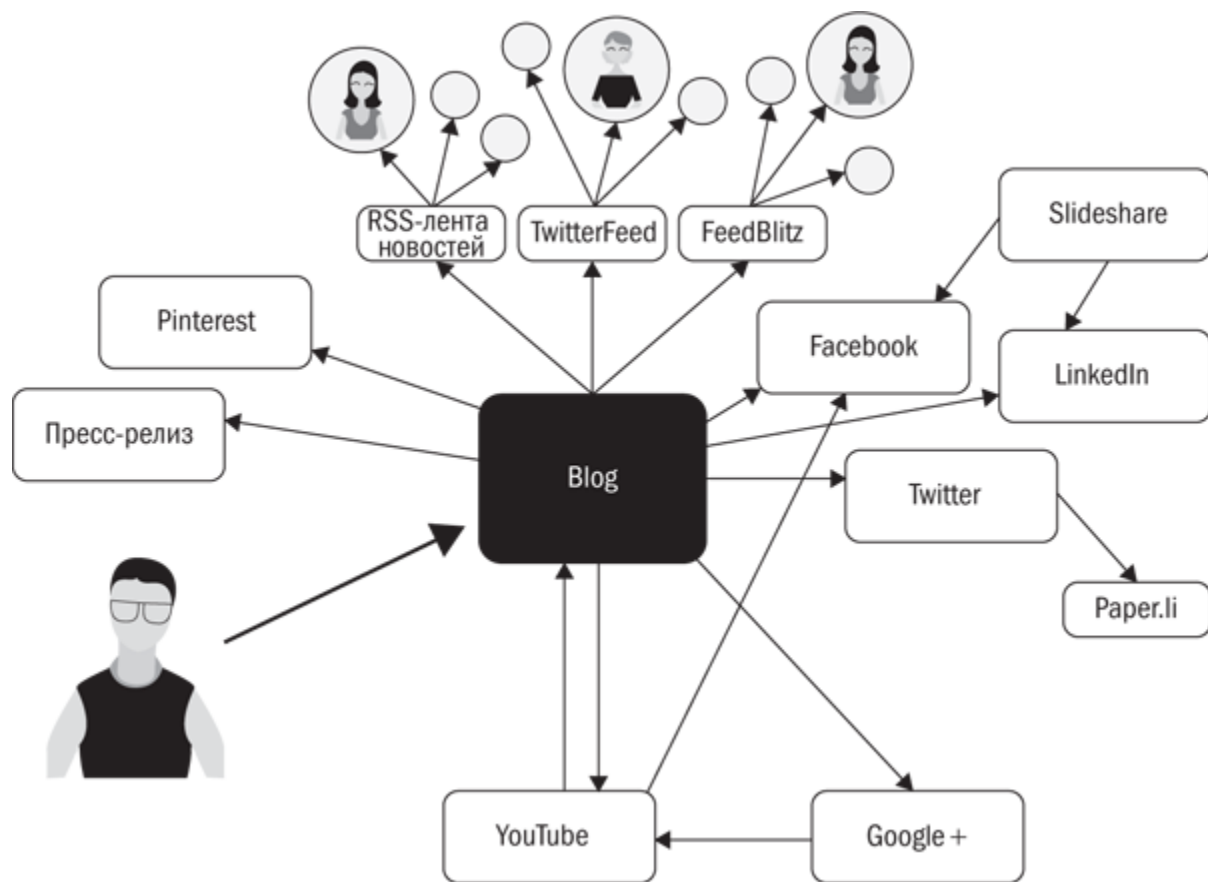 RSS-лента
новостей
TwitterFeed
FeedBlitz
Slideshare
Pinterest
Facebook
LinkedIn
Пресс-релиз
Blog
Twitter
Paper.li
YouTube
Google +